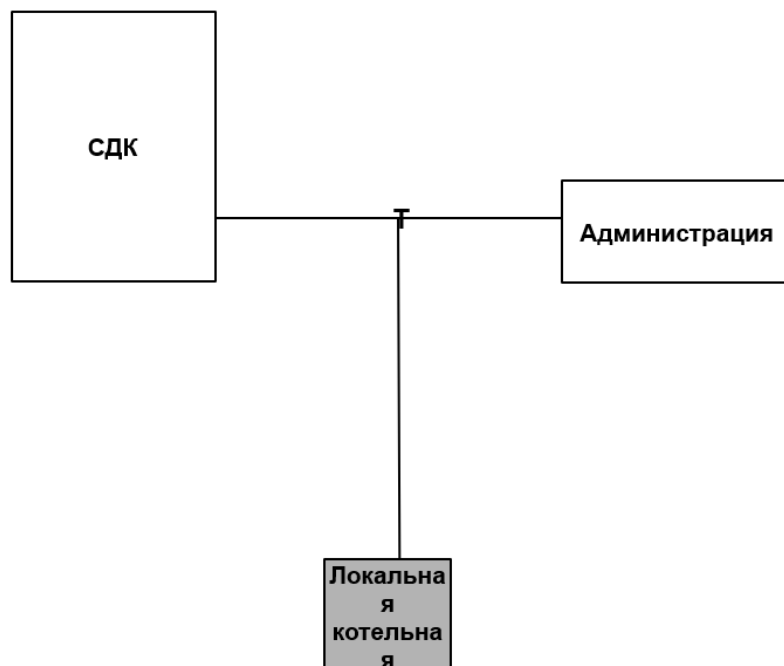 СДК
Т
Администрация
Локальна
я
котельна
я